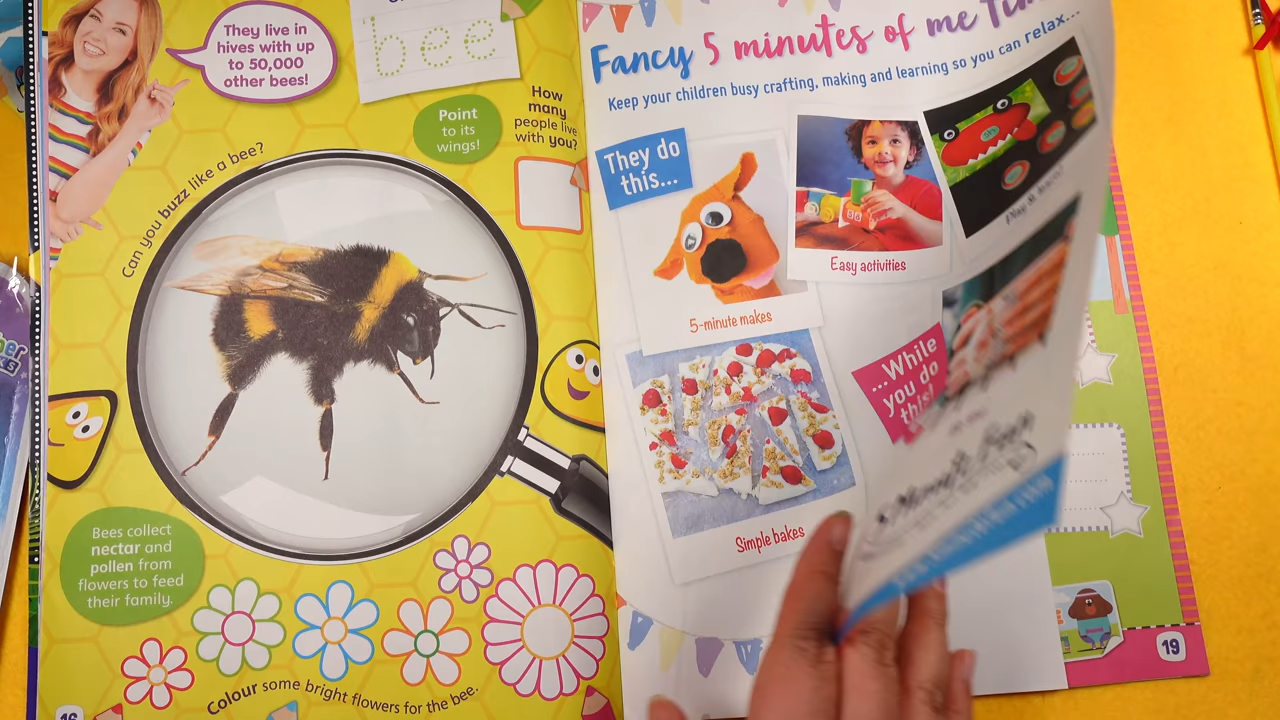 They live in
hives with up
to 50,000
other bees!
bee
Point
to its
wings!
How
many
people live
with you?
Can you buzz like a bee?
Bees collect
nectar and
pollen from
flowers to feed
their family.
Colour some bright flowers for the bee.
16
Fancy 5 minutes of me Tim
Keep your children busy crafting, making and learning so you can relax...
They do
this...
5-minute makes
Easy activities
Simple bakes
...While
you do
this!
19